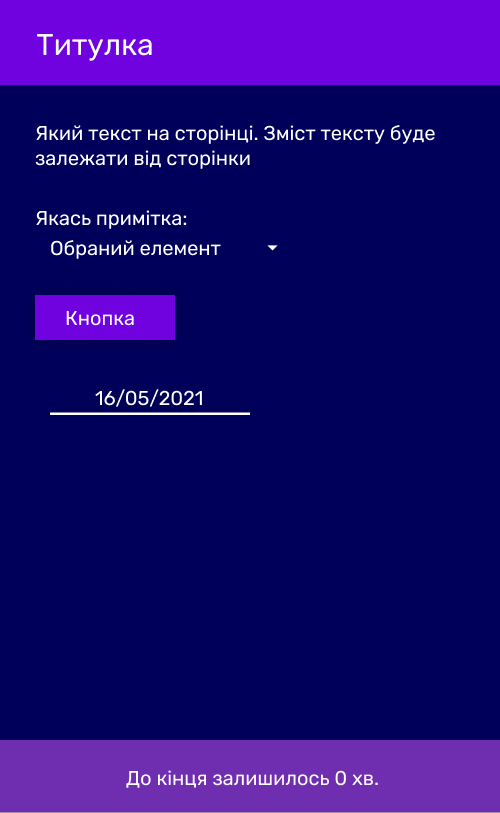 Титулка
Який текст на сторінці. Зміст тексту буде
залежати від сторінки
Якась примітка:
Обраний елемент
Кнопка
16/05/2021
До кінця залишилось 0 хв.